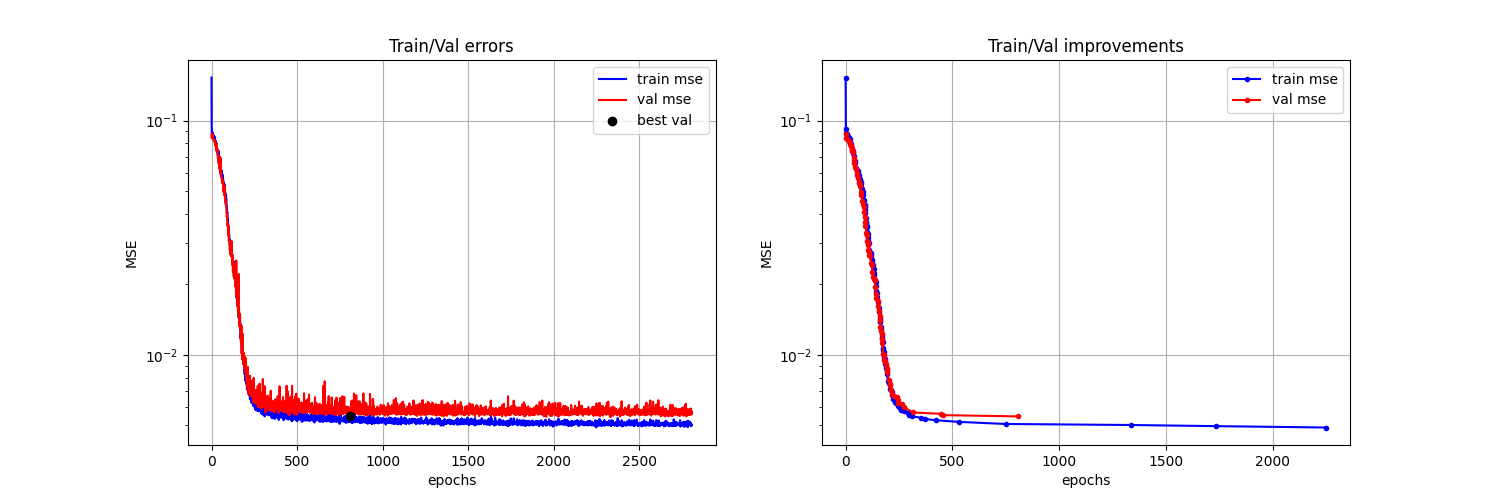 Train/Val errors
train mse
val mse
best val
10⁻¹
10⁻²
MSE
0
500
1000
1500
2000
2500
epochs
Train/Val improvements
train mse
val mse
10⁻¹
10⁻²
MSE
0
500
1000
1500
2000
epochs